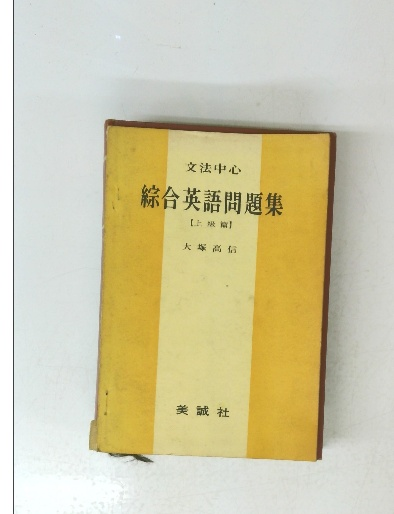 文法中心
綜合英語問題集
【上級篇】
大塚高信
美誠社